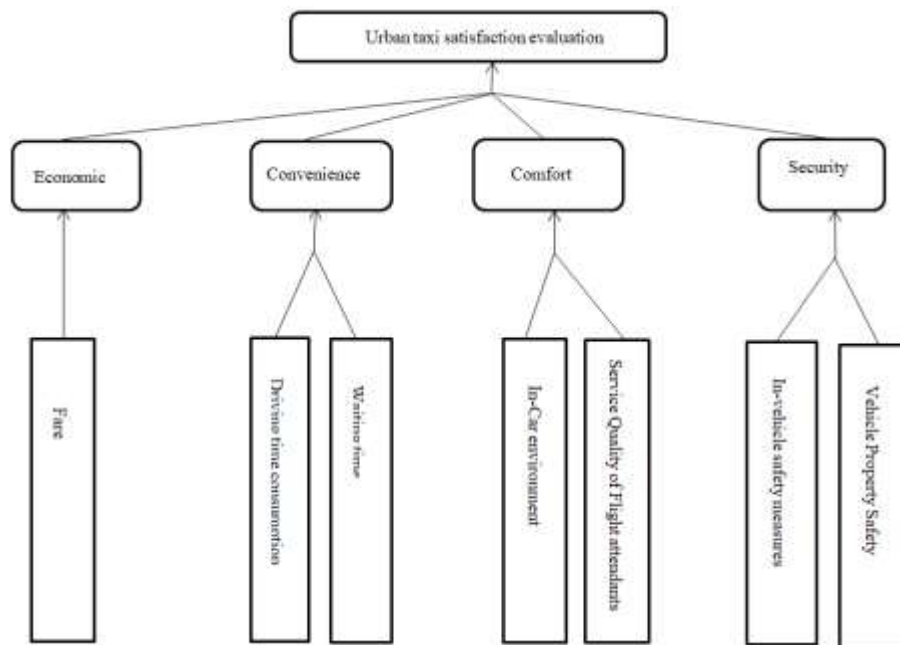 Urban taxi satisfaction evaluation
Economic
Convenience
Comfort
Security
Fare
Driving time consumption
Waiting time
In-Car environment
Service Quality of Flight attendants
In-vehicle safety measures
Vehicle Property Safety